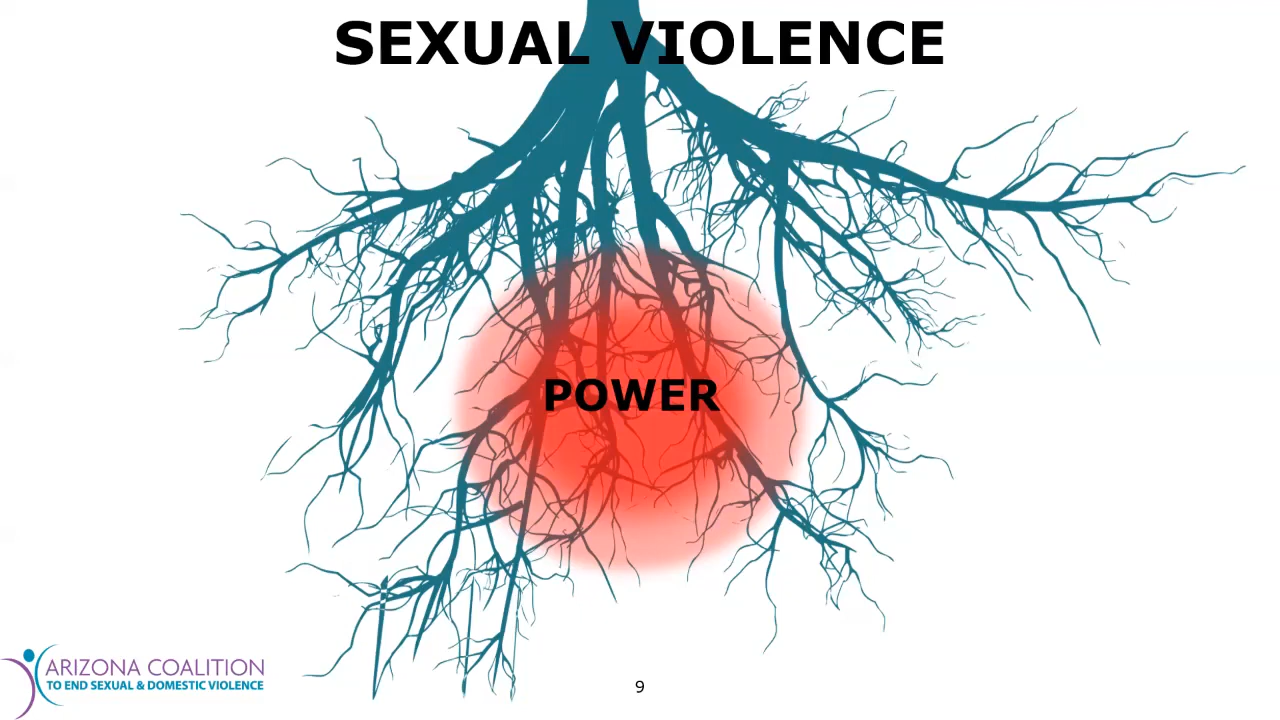 SEXUAL VIOLENCE
POWER
ARIZONA COALITION
TO END SEXUAL & DOMESTIC VIOLENCE
9